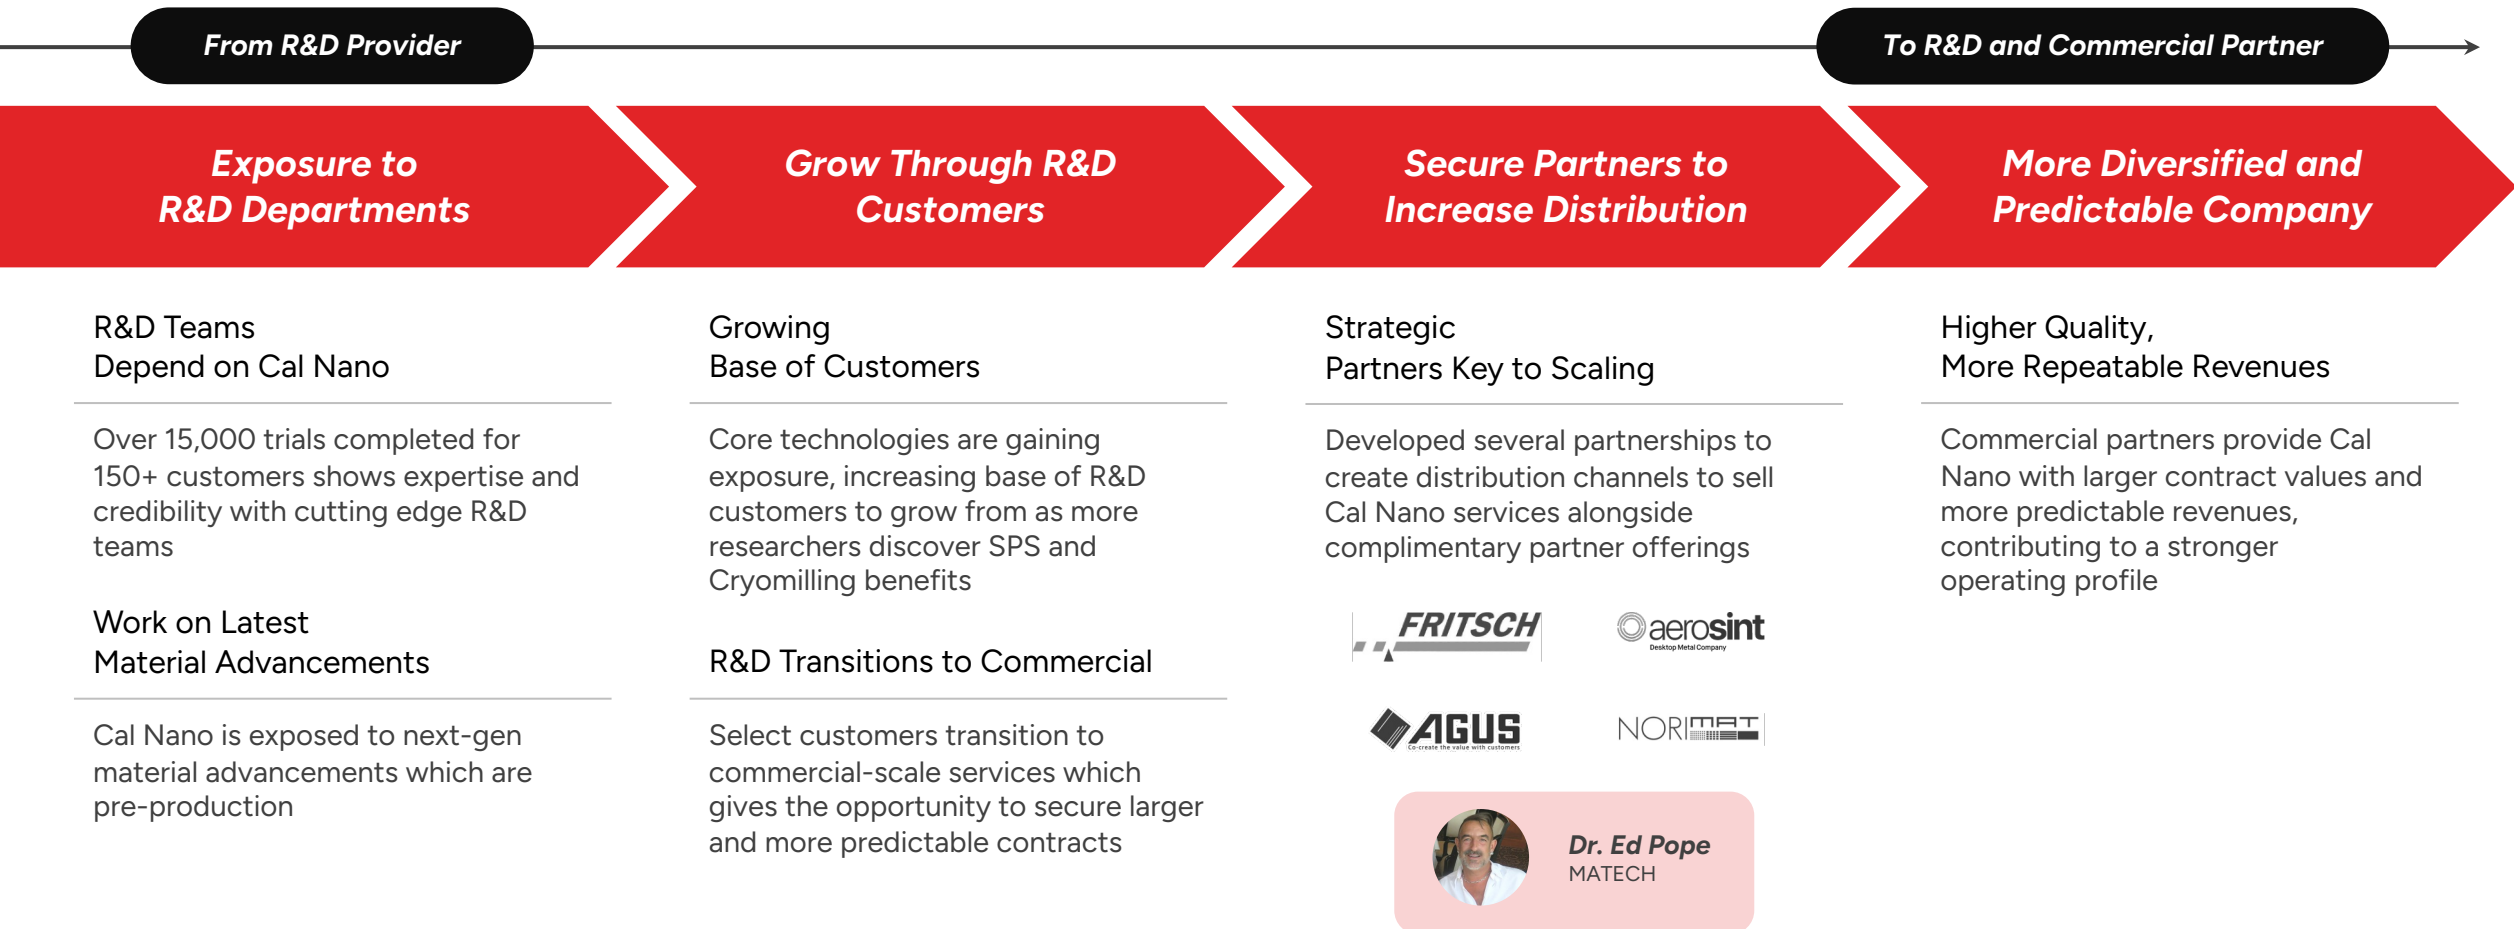 From R&D Provider
To R&D and Commercial Partner
Exposure to
R&D Departments
Grow Through R&D
Customers
Secure Partners to
Increase Distribution
More Diversified and
Predictable Company
R&D Teams
Depend on Cal Nano
Over 15,000 trials completed for
150+ customers shows expertise and
credibility with cutting edge R&D
teams
Work on Latest
Material Advancements
Cal Nano is exposed to next-gen
material advancements which are
pre-production
Growing
Base of Customers
Core technologies are gaining
exposure, increasing base of R&D
customers to grow from as more
researchers discover SPS and
Cryomilling benefits
R&D Transitions to Commercial
Select customers transition to
commercial-scale services which
gives the opportunity to secure larger
and more predictable contracts
Strategic
Partners Key to Scaling
Developed several partnerships to
create distribution channels to sell
Cal Nano services alongside
complimentary partner offerings
FRITSCH
aerosint
Desktop Metal Company
AGUS
Co-create the value with customers
NORIMAT
Dr. Ed Pope
MATECH
Higher Quality,
More Repeatable Revenues
Commercial partners provide Cal
Nano with larger contract values and
more predictable revenues,
contributing to a stronger
operating profile